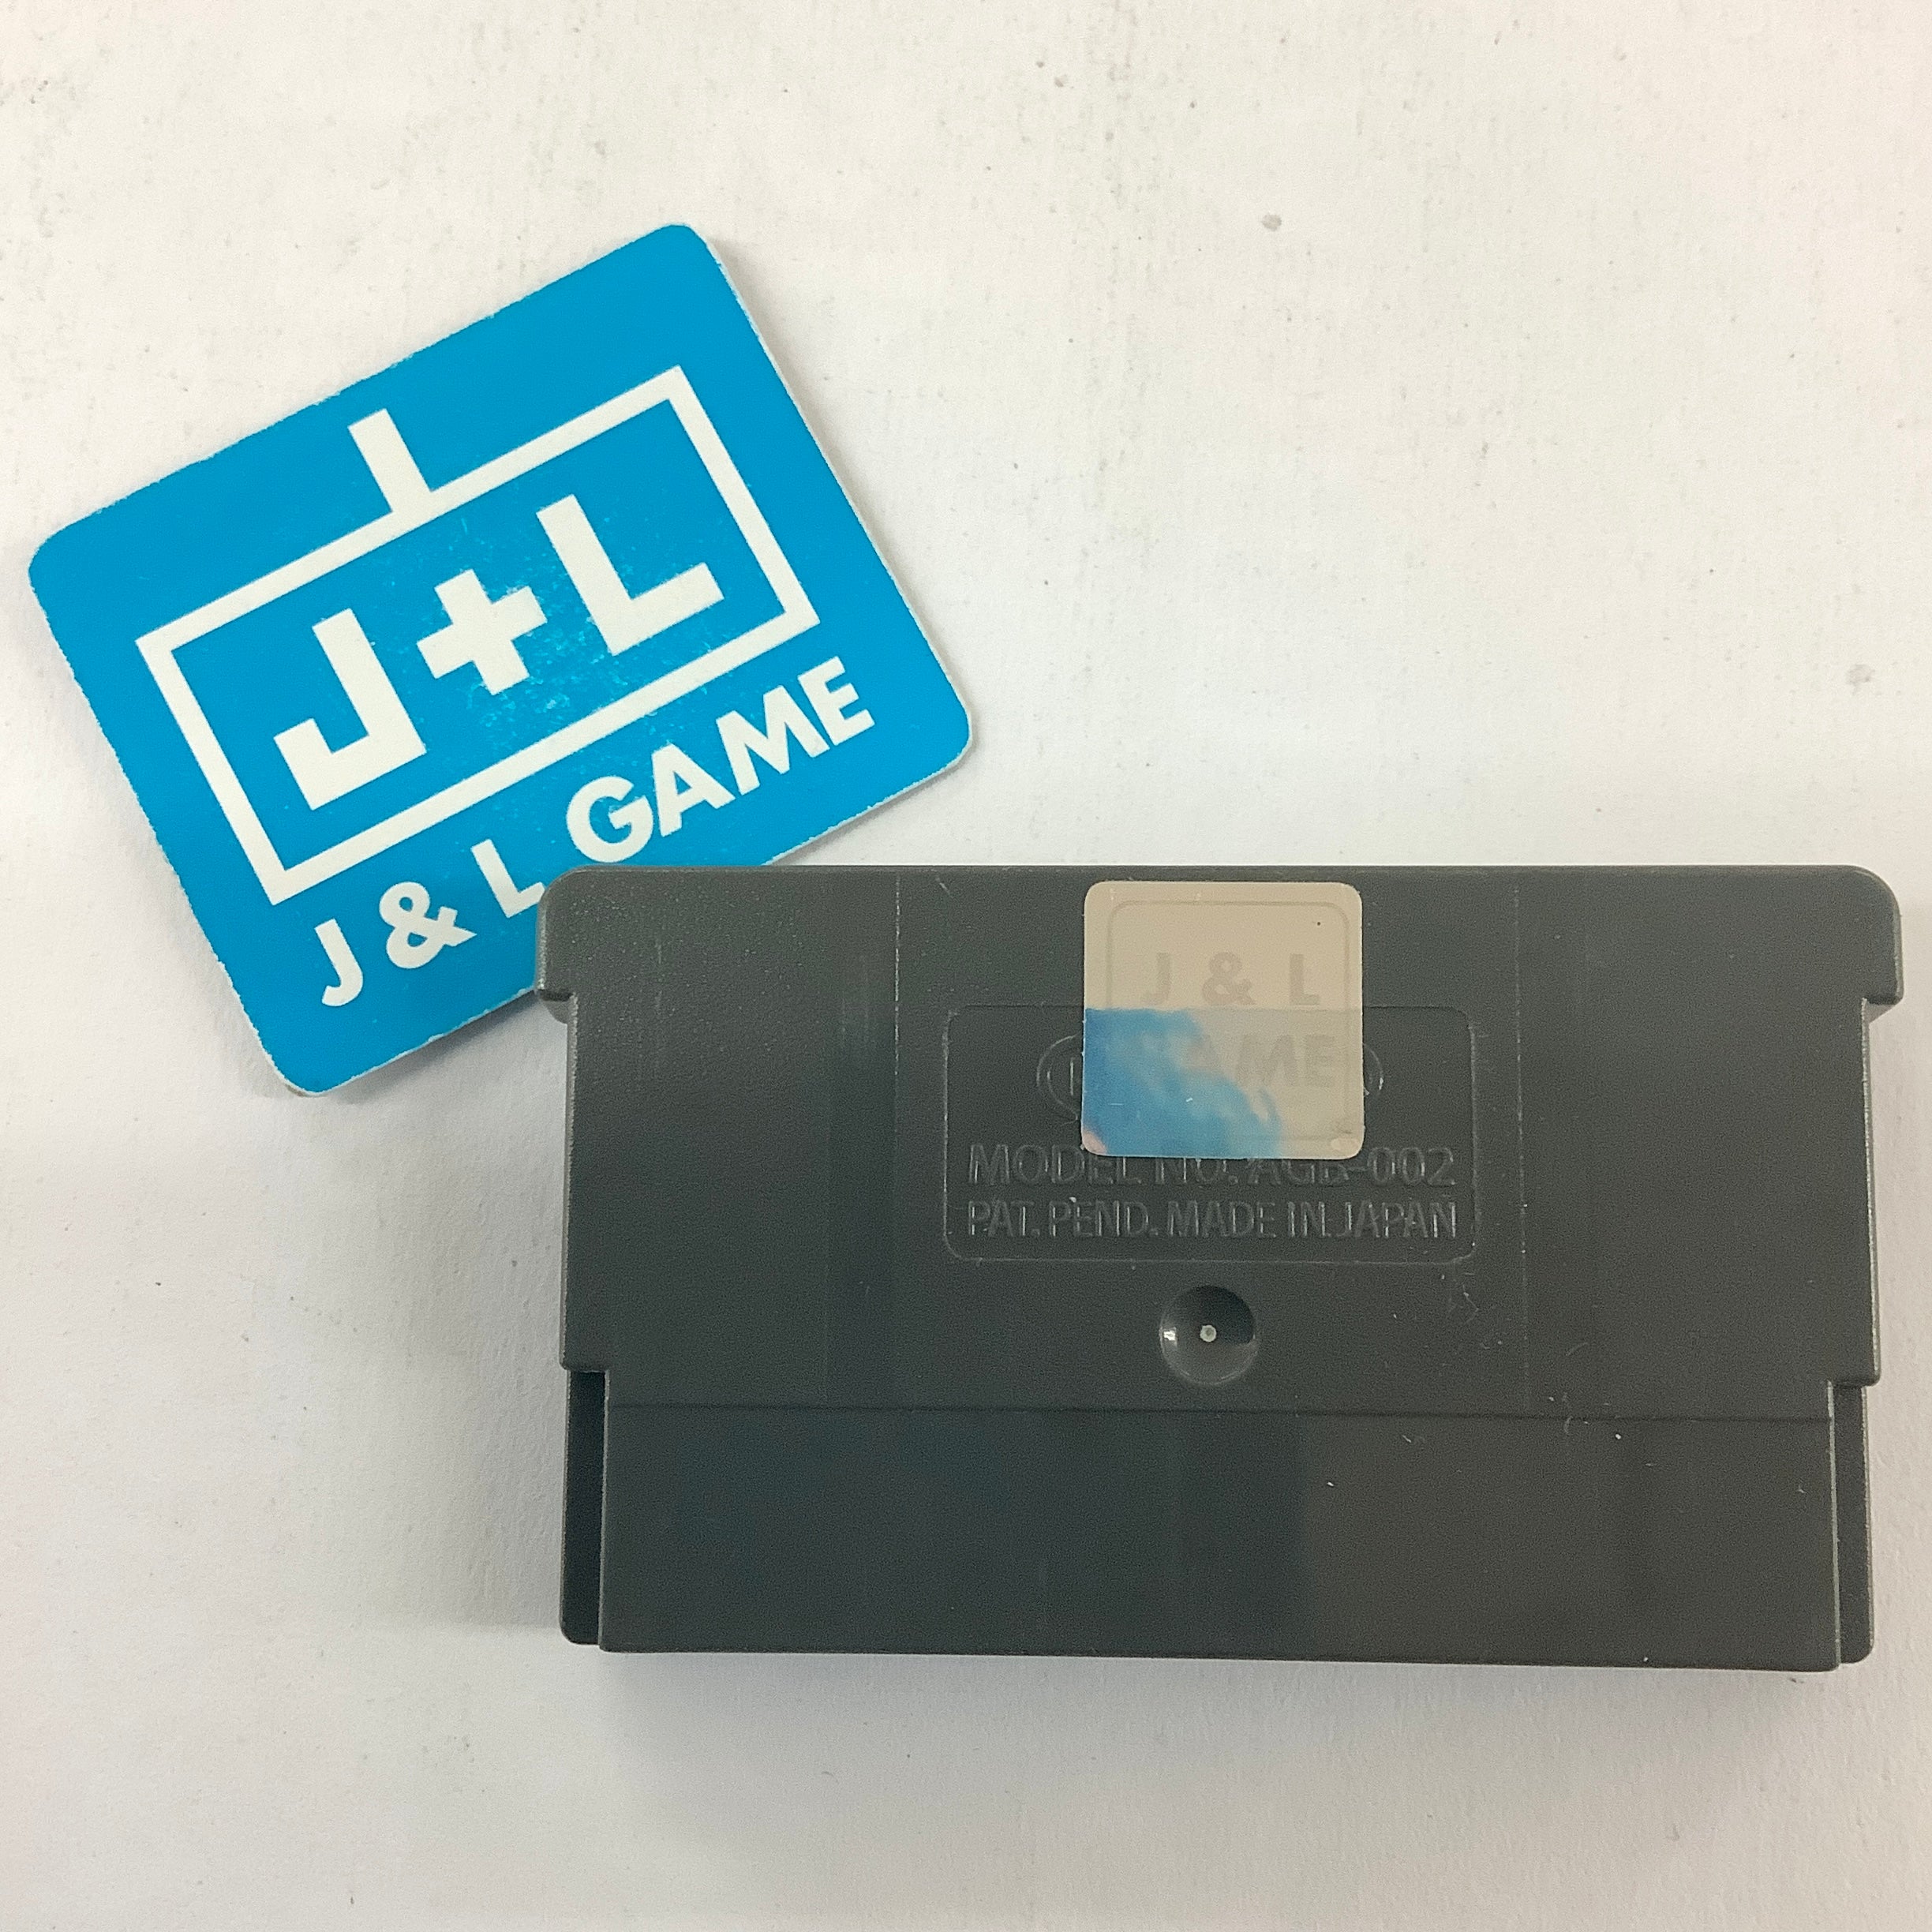 J+L
J & L GAME
J & L
GAME
MODEL NO. AGB-002
PAT. PEND. MADE IN JAPAN